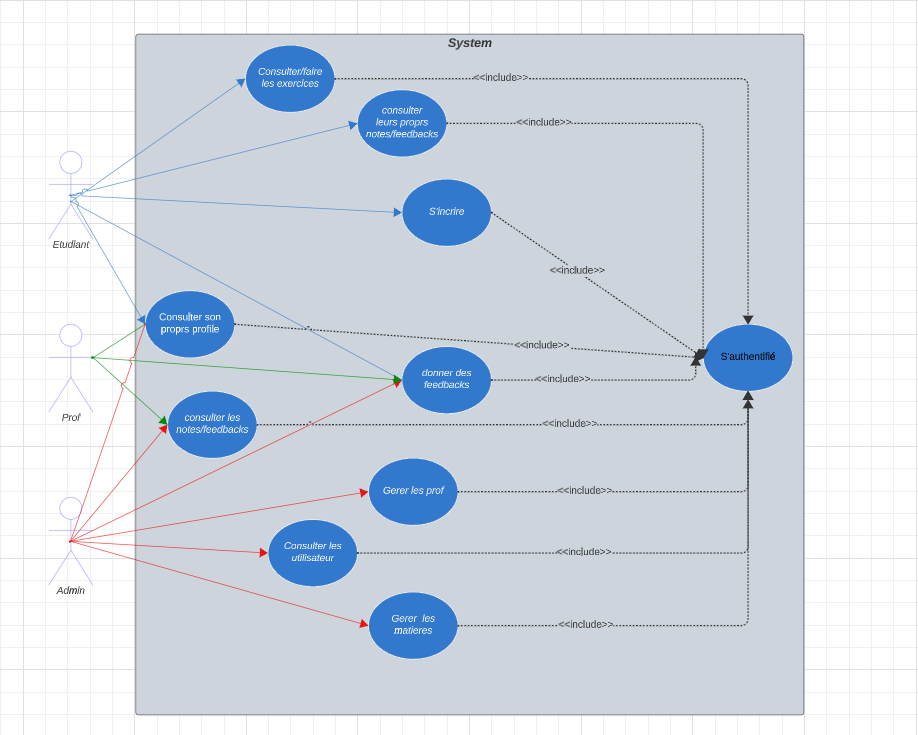 System
Consulter/faire
les exercices
<<include>>
consulter
leurs proprs
notes/feedbacks
<<include>>
S'incrire
<<include>>
Etudiant
Consulter son
proprs profile
<<include>>
S'authentifié
donner des
feedbacks
<<include>>
Prof
consulter les
notes/feedbacks
<<include>>
Gerer les prof
<<include>>
Consulter les
utilisateur
<<include>>
Admin
Gerer les
matieres
<<include>>